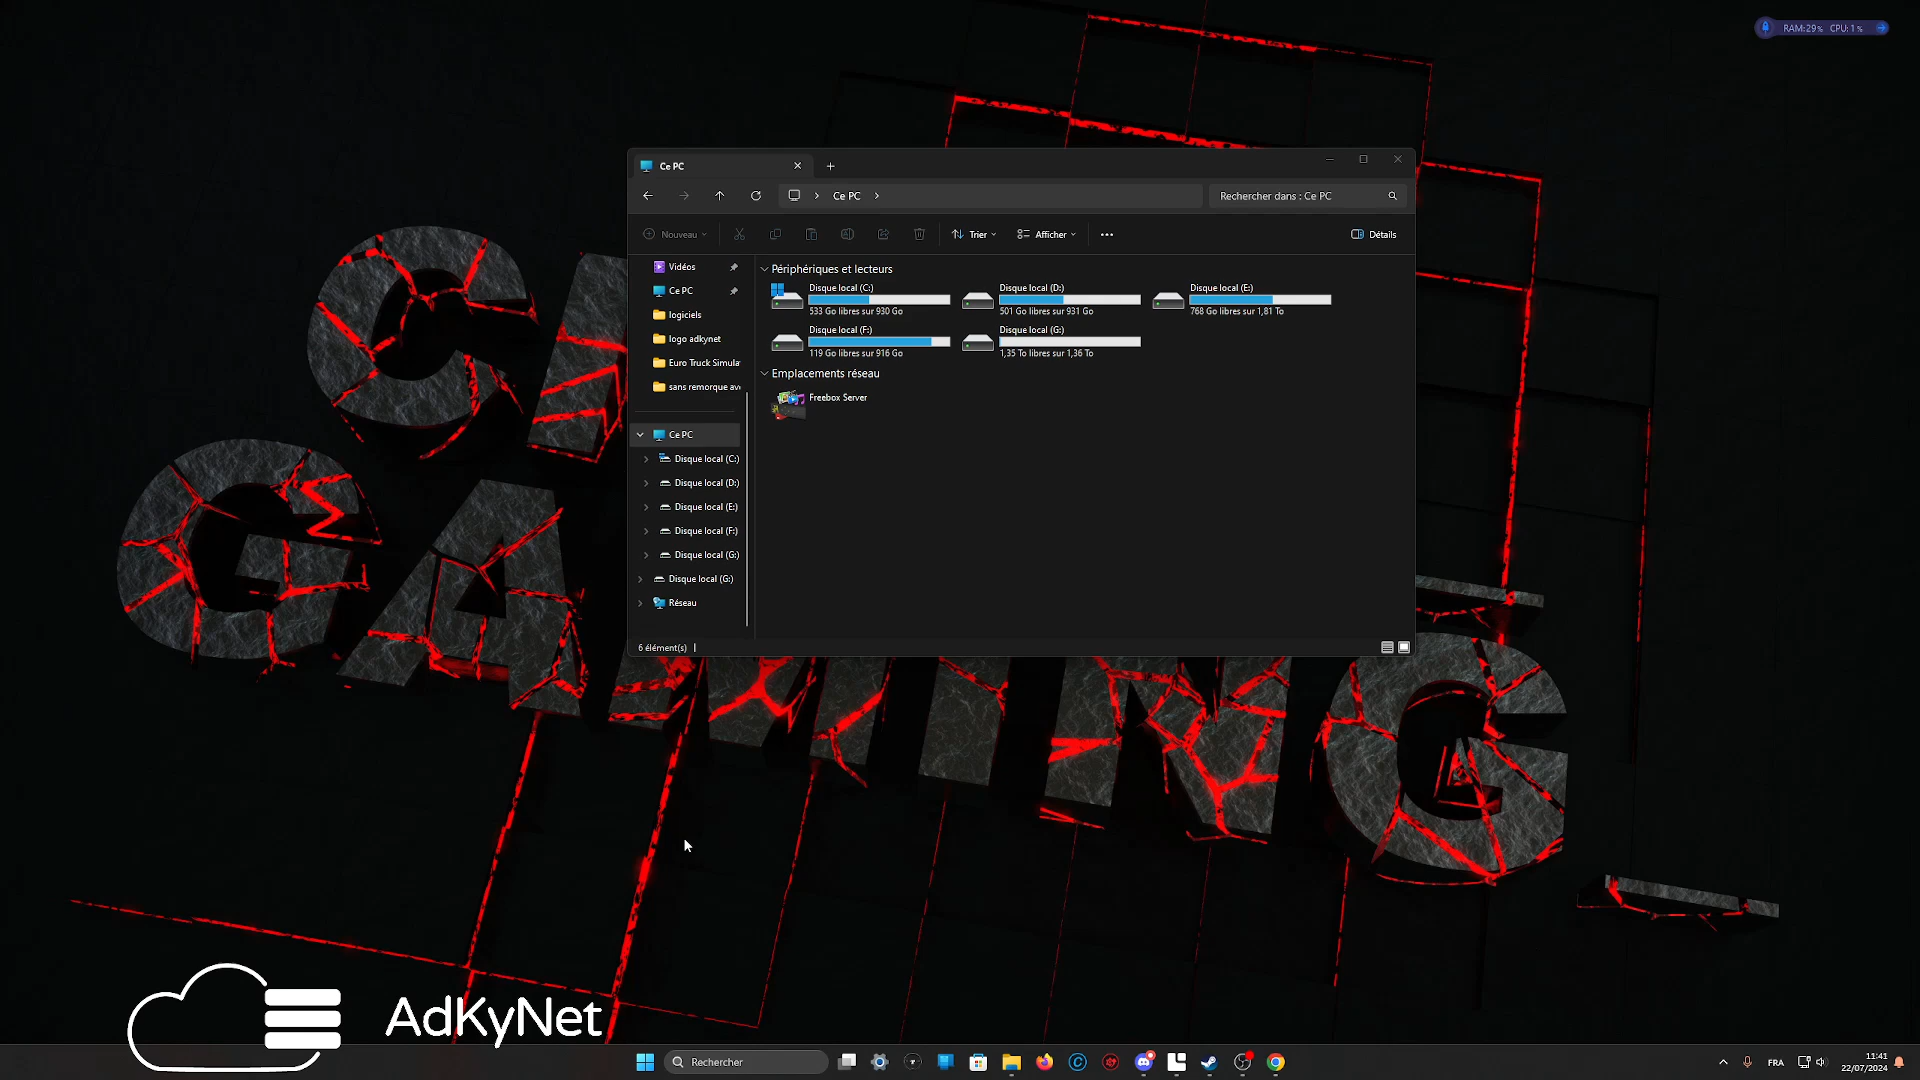 RAM:29% CPU: 1%
Ce PC
Ce PC
Rechercher dans : Ce PC
Nouveau
Trier
Afficher
Détails
Vidéos
Ce PC
logiciels
logo adkynet
Euro Truck Simula
sans remorque ave
Ce PC
Disque local (C:)
Disque local (D:)
Disque local (E:)
Disque local (F:)
Disque local (G:)
Disque local (G:)
Réseau
Périphériques et lecteurs
Disque local (C:)
533 Go libres sur 930 Go
Disque local (D:)
501 Go libres sur 931 Go
Disque local (E:)
768 Go libres sur 1,81 To
Disque local (F:)
119 Go libres sur 916 Go
Disque local (G:)
1,35 To libres sur 1,36 To
Emplacements réseau
Freebox Server
6 élément(s)
GAMING
AdKyNet
Rechercher
FRA
11:41
22/07/2024